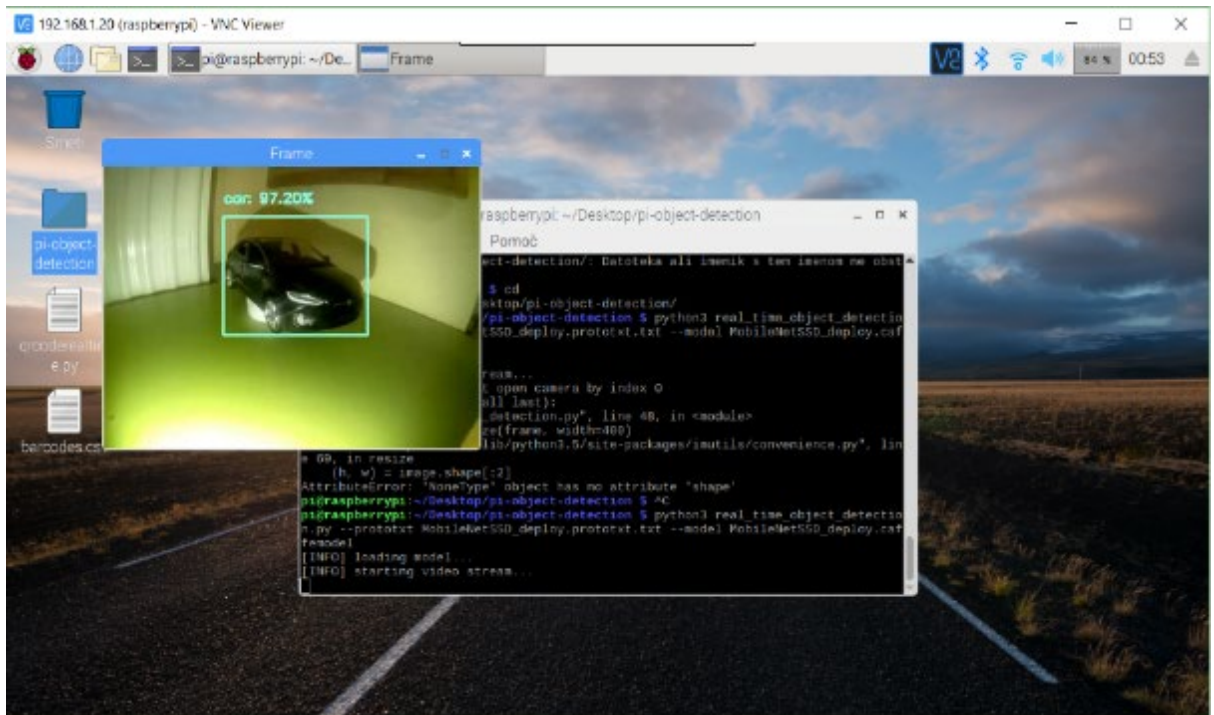 192.168.1.20 (raspberrypi) - VNC Viewer
pi@raspberrypi: ~/De...
Frame
84 %
00:53
Smeti
Frame
car: 97.20%
pi-object-
detection
e.py
barcodes.cs
raspberrypi: ~/Desktop/pi-object-detection
Pomoč
ect-detection/: Datoteka ali imenik s tem imenom ne obst
$ cd
sktop/pi-object-detection/
/pi-object-detection $ python3 real_time_object_detectio
tSSD_deploy.prototxt.txt --model MobileNetSSD_deploy.caf
ream...
t open camera by index 0
all last):
_detection.py", line 48, in <module>
ze(frame, width=400)
lib/python3.5/site-packages/imutils/convenience.py", lin
e 69, in resize
(h, w) = image.shape[:2]
AttributeError: 'NoneType' object has no attribute 'shape'
pi@raspberrypi:~/Desktop/pi-object-detection $ ^C
pi@raspberrypi:~/Desktop/pi-object-detection $ python3 real_time_object_detectio
n.py --prototxt MobileNetSSD_deploy.prototxt.txt --model MobileNetSSD_deploy.caf
femodel
[INFO] loading model...
[INFO] starting video stream...